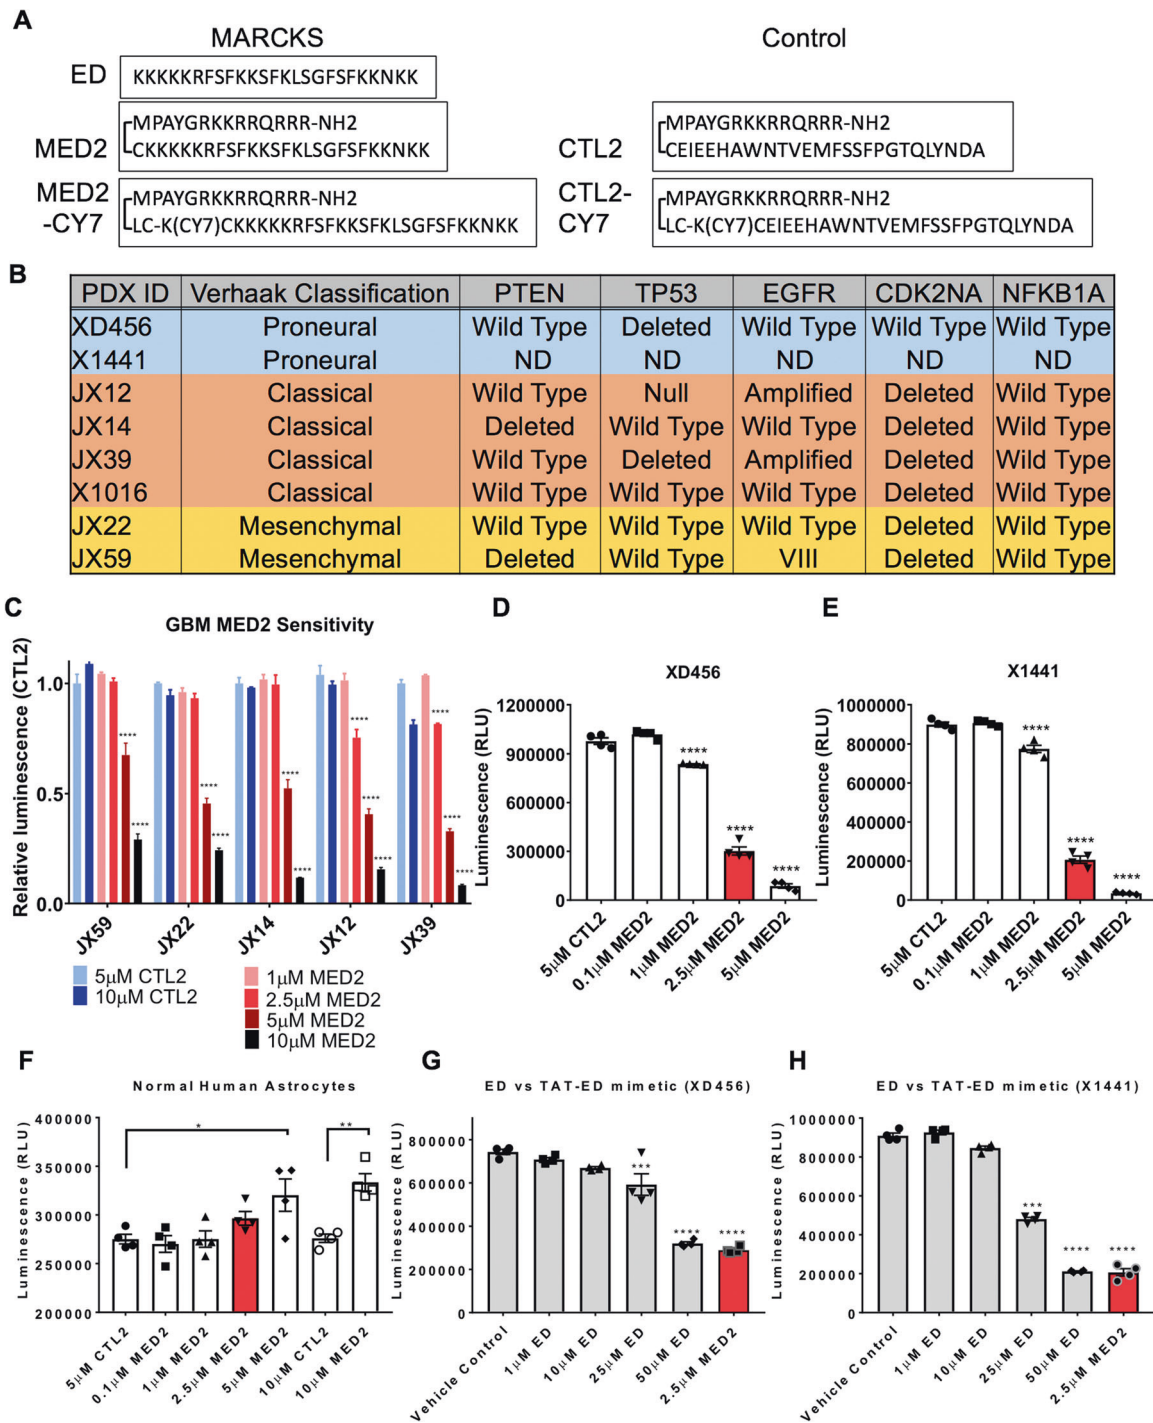 A
MARCKS
Control
ED
KKKKKRFSFKKSFKLSGFSFKKNKK
MED2
MPAYGRKKRRQRRR-NH2
CKKKKKRFSFKKSFKLSGFSFKKNKK
CTL2
MPAYGRKKRRQRRR-NH2
CEIEEHAWNTVEMFSSFPGTQLYNDA
MED2
-CY7
MPAYGRKKRRQRRR-NH2
LC-K(CY7)CKKKKKRFSFKKSFKLSGFSFKKNKK
CTL2-
CY7
MPAYGRKKRRQRRR-NH2
LC-K(CY7)CEIEEHAWNTVEMFSSFPGTQLYNDA
B
PDX ID Verhaak Classification PTEN TP53 EGFR CDK2NA NFKB1A
XD456 Proneural Wild Type Deleted Wild Type Wild Type Wild Type
X1441 Proneural ND ND ND ND ND
JX12 Classical Wild Type Null Amplified Deleted Wild Type
JX14 Classical Deleted Wild Type Wild Type Deleted Wild Type
JX39 Classical Wild Type Deleted Amplified Deleted Wild Type
X1016 Classical Wild Type Wild Type Wild Type Deleted Wild Type
JX22 Mesenchymal Wild Type Wild Type Wild Type Deleted Wild Type
JX59 Mesenchymal Deleted Wild Type VIII Deleted Wild Type
C
GBM MED2 Sensitivity
Relative luminescence (CTL2)
1.0
0.5
0.0
****
****
****
****
****
****
****
****
****
****
****
****
JX59
JX22
JX14
JX12
JX39
5μM CTL2
10μM CTL2
1μM MED2
2.5μM MED2
5μM MED2
10μM MED2
D
XD456
Luminescence (RLU)
1200000
900000
600000
300000
0
****
****
****
5μM CTL2
0.1μM MED2
1μM MED2
2.5μM MED2
5μM MED2
E
X1441
Luminescence (RLU)
1000000
800000
600000
400000
200000
0
****
****
****
5μM CTL2
0.1μM MED2
1μM MED2
2.5μM MED2
5μM MED2
F
Normal Human Astrocytes
Luminescence (RLU)
400000
350000
300000
250000
200000
*
**
5μM CTL2
0.1μM MED2
1μM MED2
2.5μM MED2
5μM MED2
10μM CTL2
10μM MED2
G
ED vs TAT-ED mimetic (XD456)
Luminescence (RLU)
800000
600000
400000
200000
0
***
****
****
Vehicle Control
1μM ED
10μM ED
25μM ED
50μM ED
2.5μM MED2
H
ED vs TAT-ED mimetic (X1441)
Luminescence (RLU)
1000000
800000
600000
400000
200000
0
***
****
****
Vehicle Control
1μM ED
10μM ED
25μM ED
50μM ED
2.5μM MED2